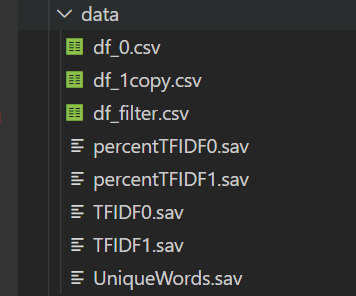 data
df_0.csv
df_1copy.csv
df_filter.csv
percentTFIDF0.sav
percentTFIDF1.sav
TFIDF0.sav
TFIDF1.sav
UniqueWords.sav